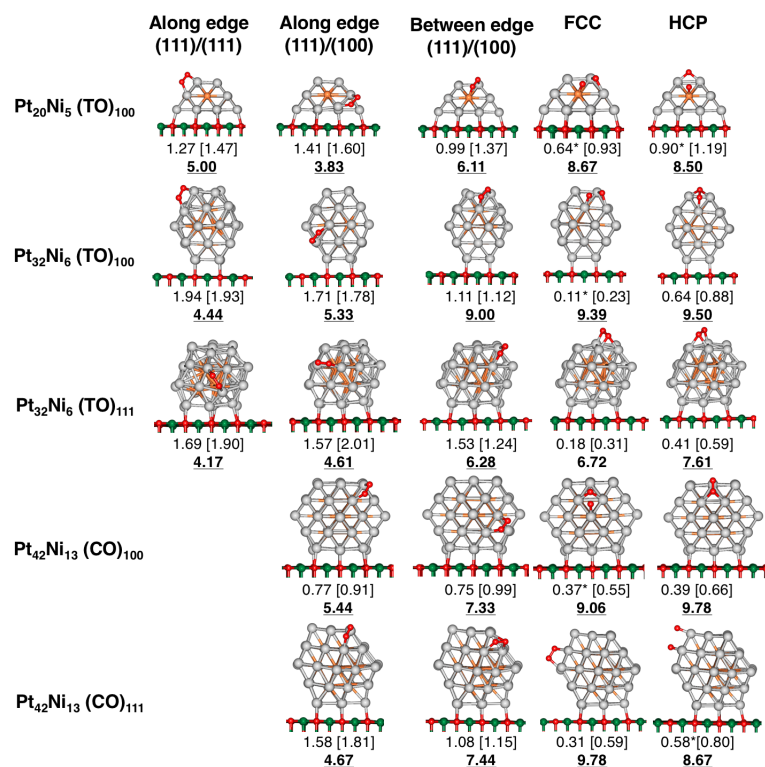 Along edge (111)/(111)
Along edge (111)/(100)
Between edge (111)/(100)
FCC
HCP
Pt20Ni5 (TO)100
1.27 [1.47] 1.41 [1.60] 0.99 [1.37] 0.64* [0.93] 0.90* [1.19]
5.00 3.83 6.11 8.67 8.50
Pt32Ni6 (TO)100
1.94 [1.93] 1.71 [1.78] 1.11 [1.12] 0.11* [0.23] 0.64 [0.88]
4.44 5.33 9.00 9.39 9.50
Pt32Ni6 (TO)111
1.69 [1.90] 1.57 [2.01] 1.53 [1.24] 0.18 [0.31] 0.41 [0.59]
4.17 4.61 6.28 6.72 7.61
Pt42Ni13 (CO)100
0.77 [0.91] 0.75 [0.99] 0.37* [0.55] 0.39 [0.66]
5.44 7.33 9.06 9.78
Pt42Ni13 (CO)111
1.58 [1.81] 1.08 [1.15] 0.31 [0.59] 0.58*[0.80]
4.67 7.44 9.78 8.67